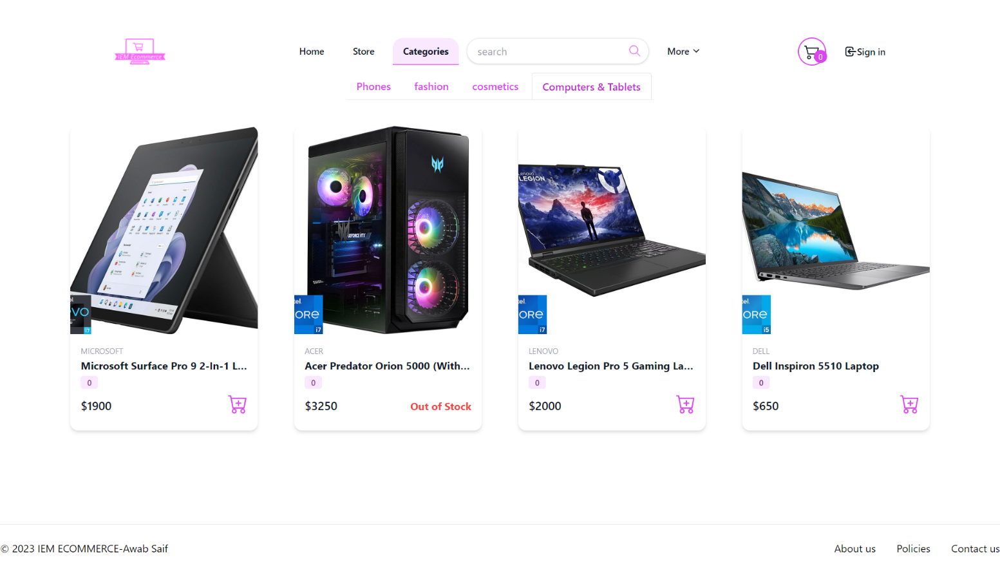 IEM Ecommerce
Home
Store
Categories
search
More
0
Sign in
Phones
fashion
cosmetics
Computers & Tablets
GEFORCE RTX
Lenovo
LEGION
VO
i7
ORE
i7
ORE
i7
ORE
i5
MICROSOFT
Microsoft Surface Pro 9 2-In-1 L...
0
$1900
ACER
Acer Predator Orion 5000 (With...
0
$3250
Out of Stock
LENOVO
Lenovo Legion Pro 5 Gaming La...
0
$2000
DELL
Dell Inspiron 5510 Laptop
0
$650
© 2023 IEM ECOMMERCE-Awab Saif
About us
Policies
Contact us